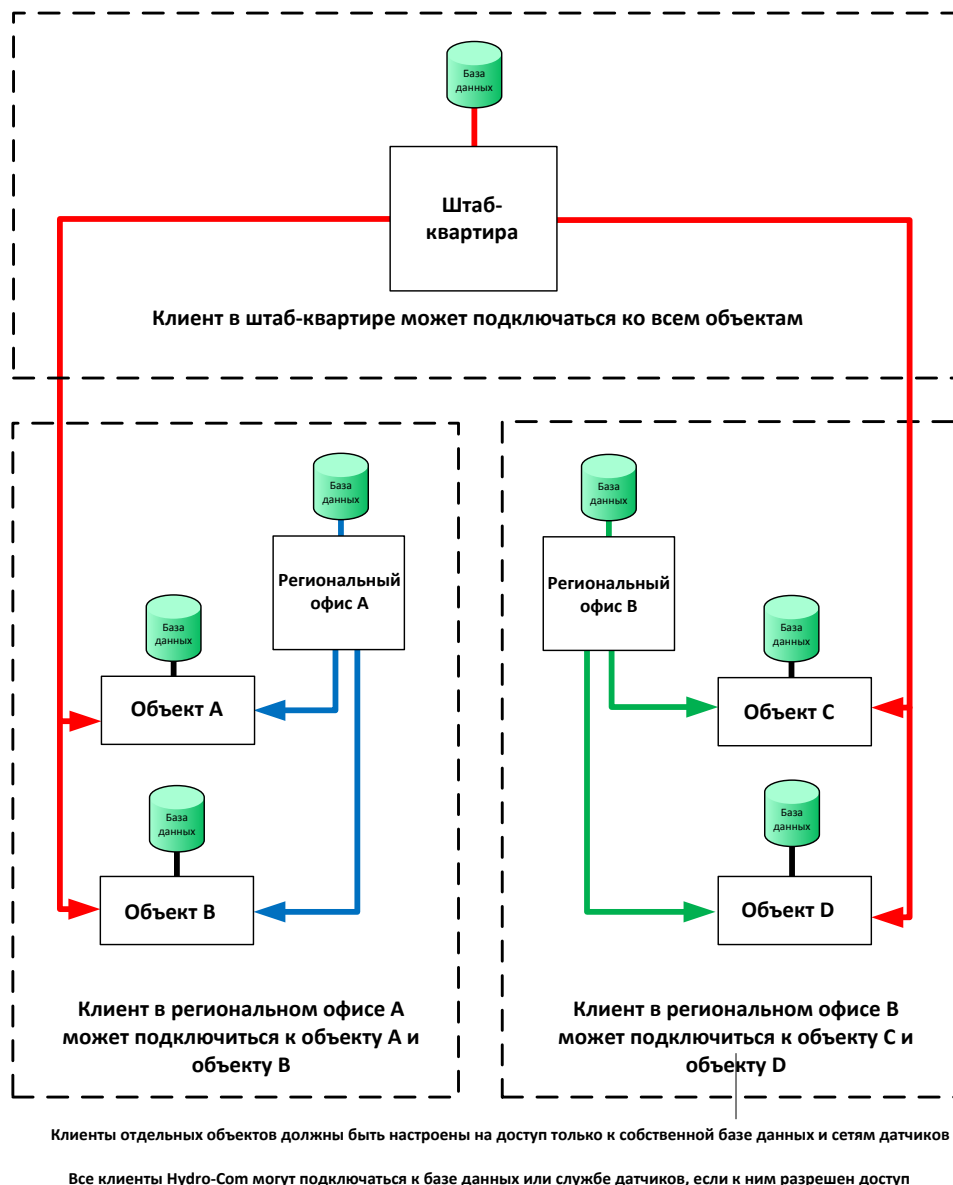 База
данных
Штаб-
квартира
Клиент в штаб-квартире может подключаться ко всем объектам
База
данных
Региональный
офис A
База
данных
Объект A
База
данных
Объект B
Клиент в региональном офисе A
может подключиться к объекту A и
объекту B
База
данных
Региональный
офис B
База
данных
Объект C
База
данных
Объект D
Клиент в региональном офисе B
может подключиться к объекту C и
объекту D
Клиенты отдельных объектов должны быть настроены на доступ только к собственной базе данных и сетям датчиков
Все клиенты Hydro-Com могут подключаться к базе данных или службе датчиков, если к ним разрешен доступ